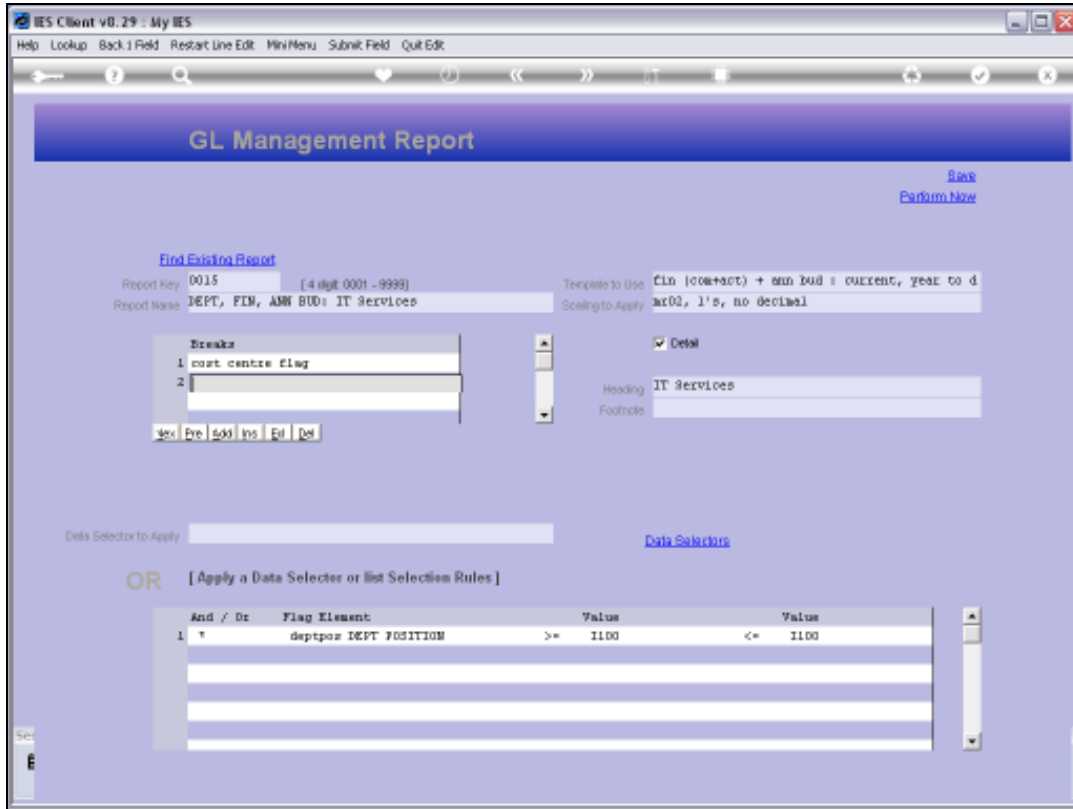 IES Client v8.29 : My IES
Help Lookup Back 1 Field Restart Line Edit MiniMenu Submit Field Quit Edit
GL Management Report
Save
Perform Now
Find Existing Report
Report Key 0015 [ 4 digit: 0001 - 9999]
Template to Use fin (com+act) + ann bud : current, year to d
Report Name DEPT, FIN, ANN BUD: IT Services
Scaling to Apply mr02, 1's, no decimal
Breaks
1 cost centre flag
2
Detail
Heading IT Services
Footnote
Nex Pre Add Ins Edi Del
Data Selector to Apply
Data Selectors
OR [ Apply a Data Selector or list Selection Rules ]
And / Or Flag Element Value Value
1 deptpos DEPT POSITION >= I100 <= I100